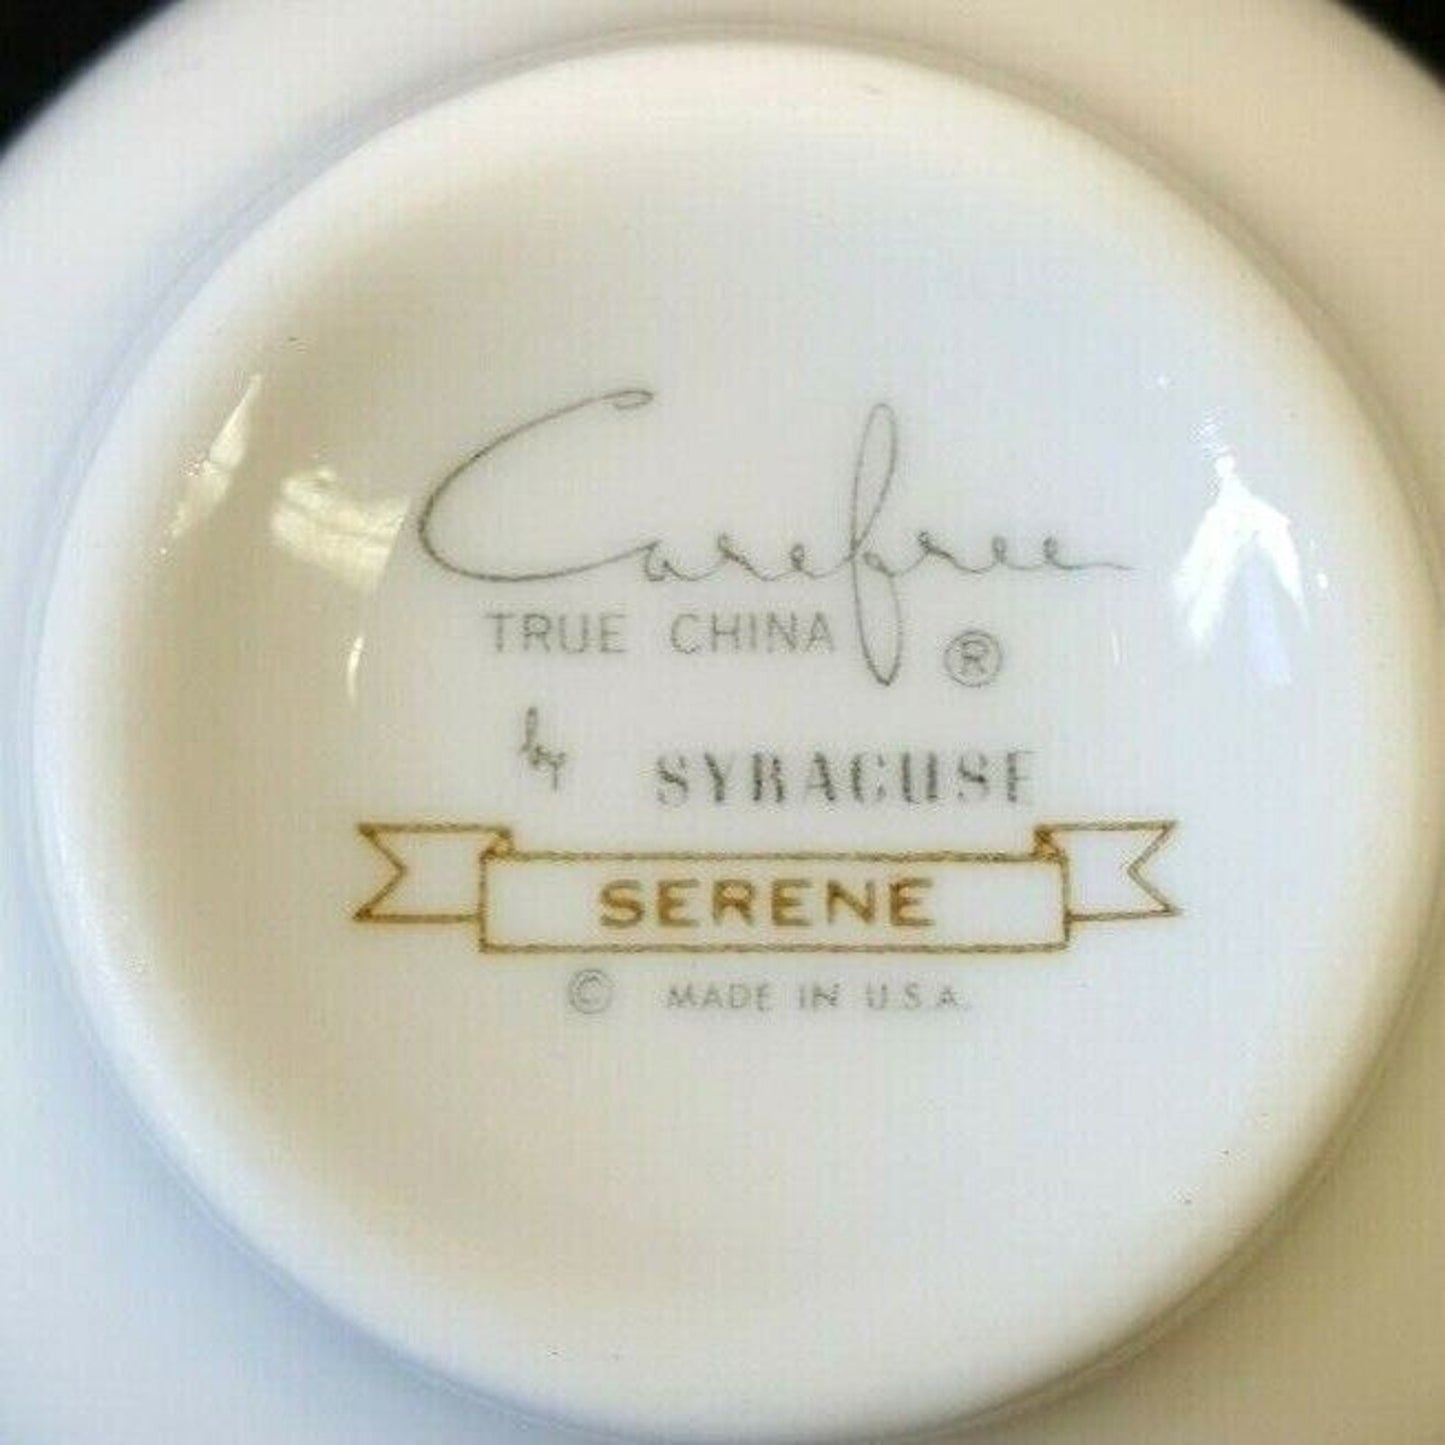 Carefree
TRUE CHINA ®
by SYRACUSE
SERENE
© MADE IN U.S.A.